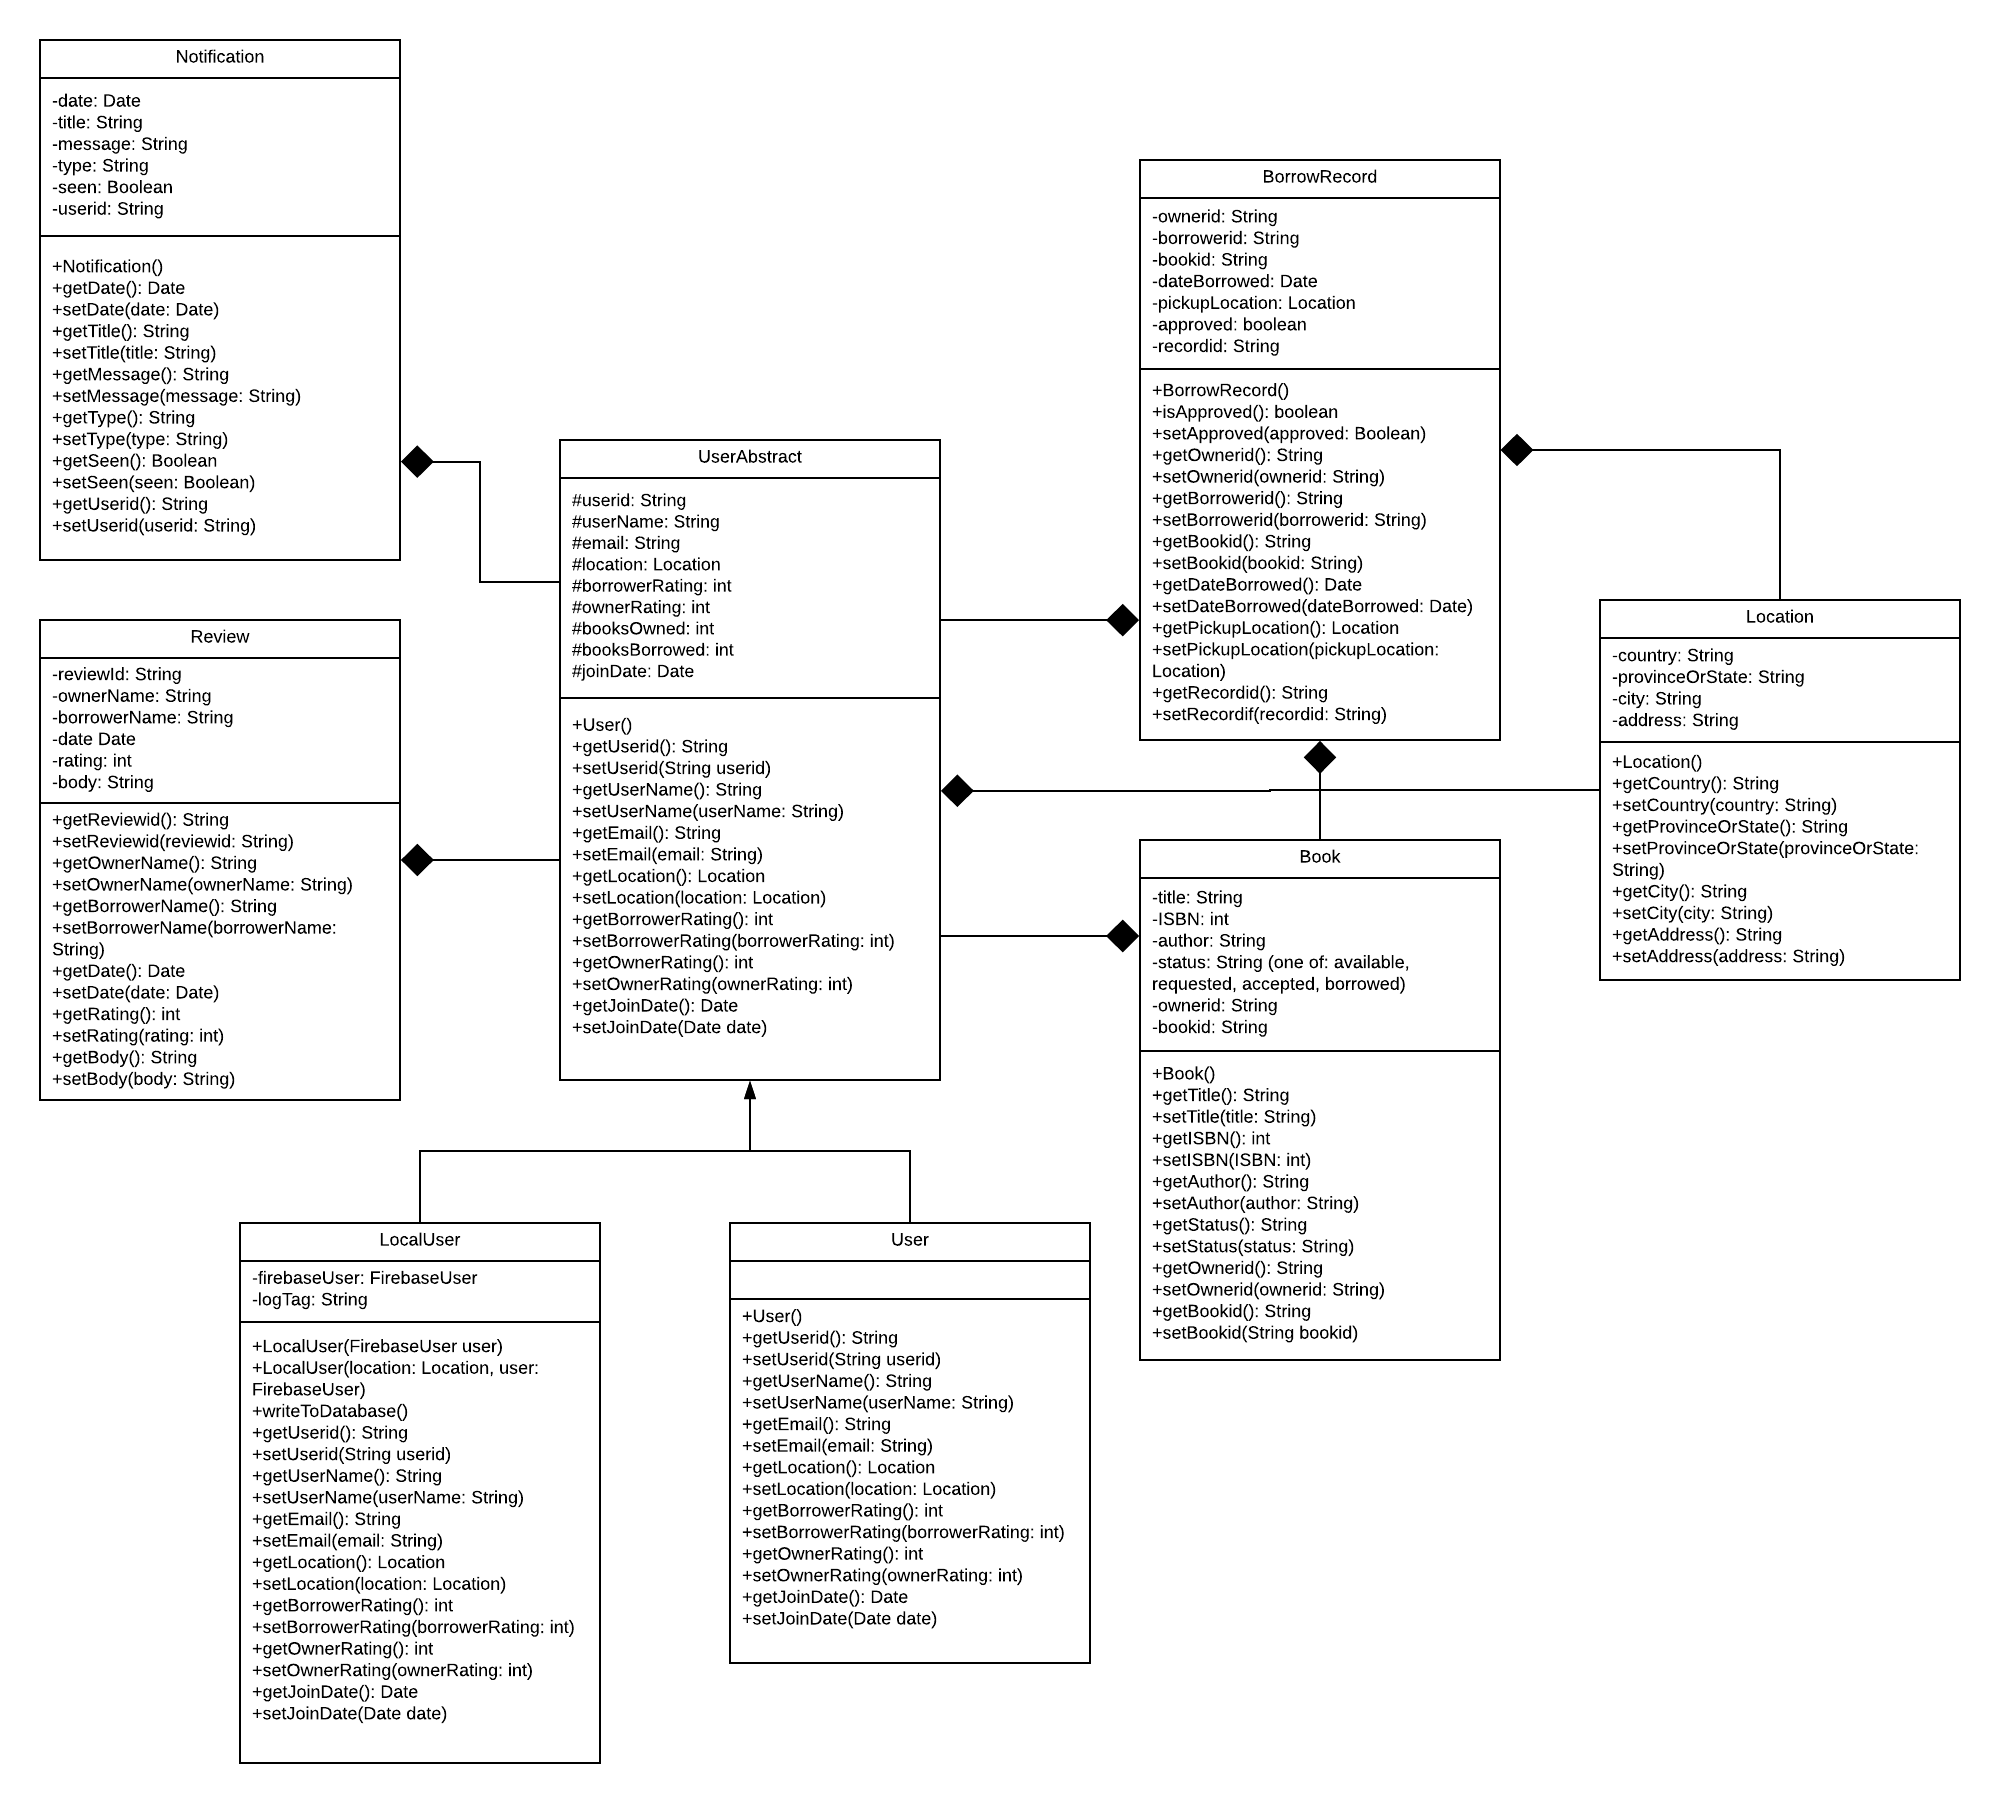 Notification
-date: Date
-title: String
-message: String
-type: String
-seen: Boolean
-userid: String
+Notification()
+getDate(): Date
+setDate(date: Date)
+getTitle(): String
+setTitle(title: String)
+getMessage(): String
+setMessage(message: String)
+getType(): String
+setType(type: String)
+getSeen(): Boolean
+setSeen(seen: Boolean)
+getUserid(): String
+setUserid(userid: String)
Review
-reviewId: String
-ownerName: String
-borrowerName: String
-date Date
-rating: int
-body: String
+getReviewid(): String
+setReviewid(reviewid: String)
+getOwnerName(): String
+setOwnerName(ownerName: String)
+getBorrowerName(): String
+setBorrowerName(borrowerName:
String)
+getDate(): Date
+setDate(date: Date)
+getRating(): int
+setRating(rating: int)
+getBody(): String
+setBody(body: String)
UserAbstract
#userid: String
#userName: String
#email: String
#location: Location
#borrowerRating: int
#ownerRating: int
#booksOwned: int
#booksBorrowed: int
#joinDate: Date
+User()
+getUserid(): String
+setUserid(String userid)
+getUserName(): String
+setUserName(userName: String)
+getEmail(): String
+setEmail(email: String)
+getLocation(): Location
+setLocation(location: Location)
+getBorrowerRating(): int
+setBorrowerRating(borrowerRating: int)
+getOwnerRating(): int
+setOwnerRating(ownerRating: int)
+getJoinDate(): Date
+setJoinDate(Date date)
BorrowRecord
-ownerid: String
-borrowerid: String
-bookid: String
-dateBorrowed: Date
-pickupLocation: Location
-approved: boolean
-recordid: String
+BorrowRecord()
+isApproved(): boolean
+setApproved(approved: Boolean)
+getOwnerid(): String
+setOwnerid(ownerid: String)
+getBorrowerid(): String
+setBorrowerid(borrowerid: String)
+getBookid(): String
+setBookid(bookid: String)
+getDateBorrowed(): Date
+setDateBorrowed(dateBorrowed: Date)
+getPickupLocation(): Location
+setPickupLocation(pickupLocation:
Location)
+getRecordid(): String
+setRecordif(recordid: String)
Location
-country: String
-provinceOrState: String
-city: String
-address: String
+Location()
+getCountry(): String
+setCountry(country: String)
+getProvinceOrState(): String
+setProvinceOrState(provinceOrState:
String)
+getCity(): String
+setCity(city: String)
+getAddress(): String
+setAddress(address: String)
Book
-title: String
-ISBN: int
-author: String
-status: String (one of: available,
requested, accepted, borrowed)
-ownerid: String
-bookid: String
+Book()
+getTitle(): String
+setTitle(title: String)
+getISBN(): int
+setISBN(ISBN: int)
+getAuthor(): String
+setAuthor(author: String)
+getStatus(): String
+setStatus(status: String)
+getOwnerid(): String
+setOwnerid(ownerid: String)
+getBookid(): String
+setBookid(String bookid)
LocalUser
-firebaseUser: FirebaseUser
-logTag: String
+LocalUser(FirebaseUser user)
+LocalUser(location: Location, user:
FirebaseUser)
+writeToDatabase()
+getUserid(): String
+setUserid(String userid)
+getUserName(): String
+setUserName(userName: String)
+getEmail(): String
+setEmail(email: String)
+getLocation(): Location
+setLocation(location: Location)
+getBorrowerRating(): int
+setBorrowerRating(borrowerRating: int)
+getOwnerRating(): int
+setOwnerRating(ownerRating: int)
+getJoinDate(): Date
+setJoinDate(Date date)
User
+User()
+getUserid(): String
+setUserid(String userid)
+getUserName(): String
+setUserName(userName: String)
+getEmail(): String
+setEmail(email: String)
+getLocation(): Location
+setLocation(location: Location)
+getBorrowerRating(): int
+setBorrowerRating(borrowerRating: int)
+getOwnerRating(): int
+setOwnerRating(ownerRating: int)
+getJoinDate(): Date
+setJoinDate(Date date)